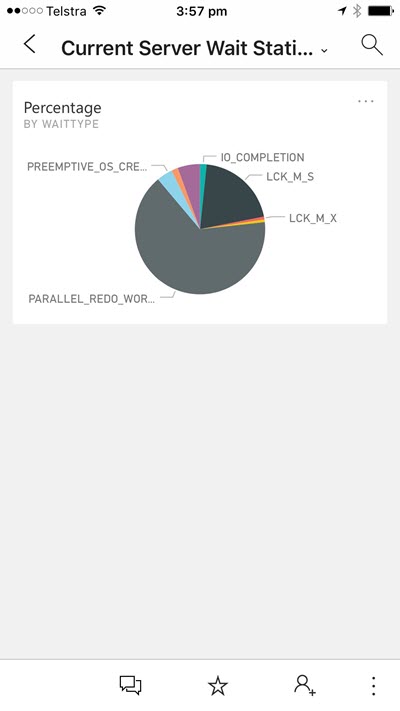 Telstra 3:57 pm
Current Server Wait Stati...
Percentage
BY WAITTYPE
IO_COMPLETION
PREEMPTIVE_OS_CRE...
LCK_M_S
LCK_M_X
PARALLEL_REDO_WOR...